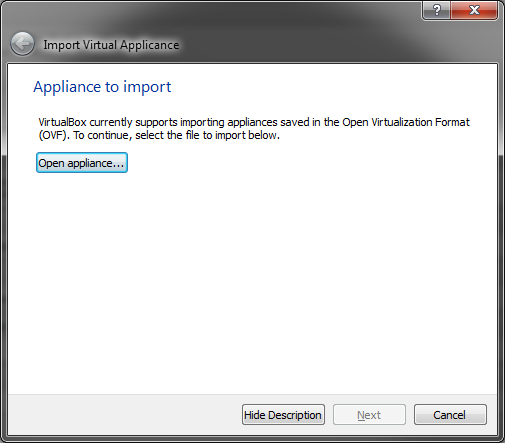 Import Virtual Applicance
Appliance to import
VirtualBox currently supports importing appliances saved in the Open Virtualization Format
(OVF). To continue, select the file to import below.
Open appliance...
Hide Description Next Cancel